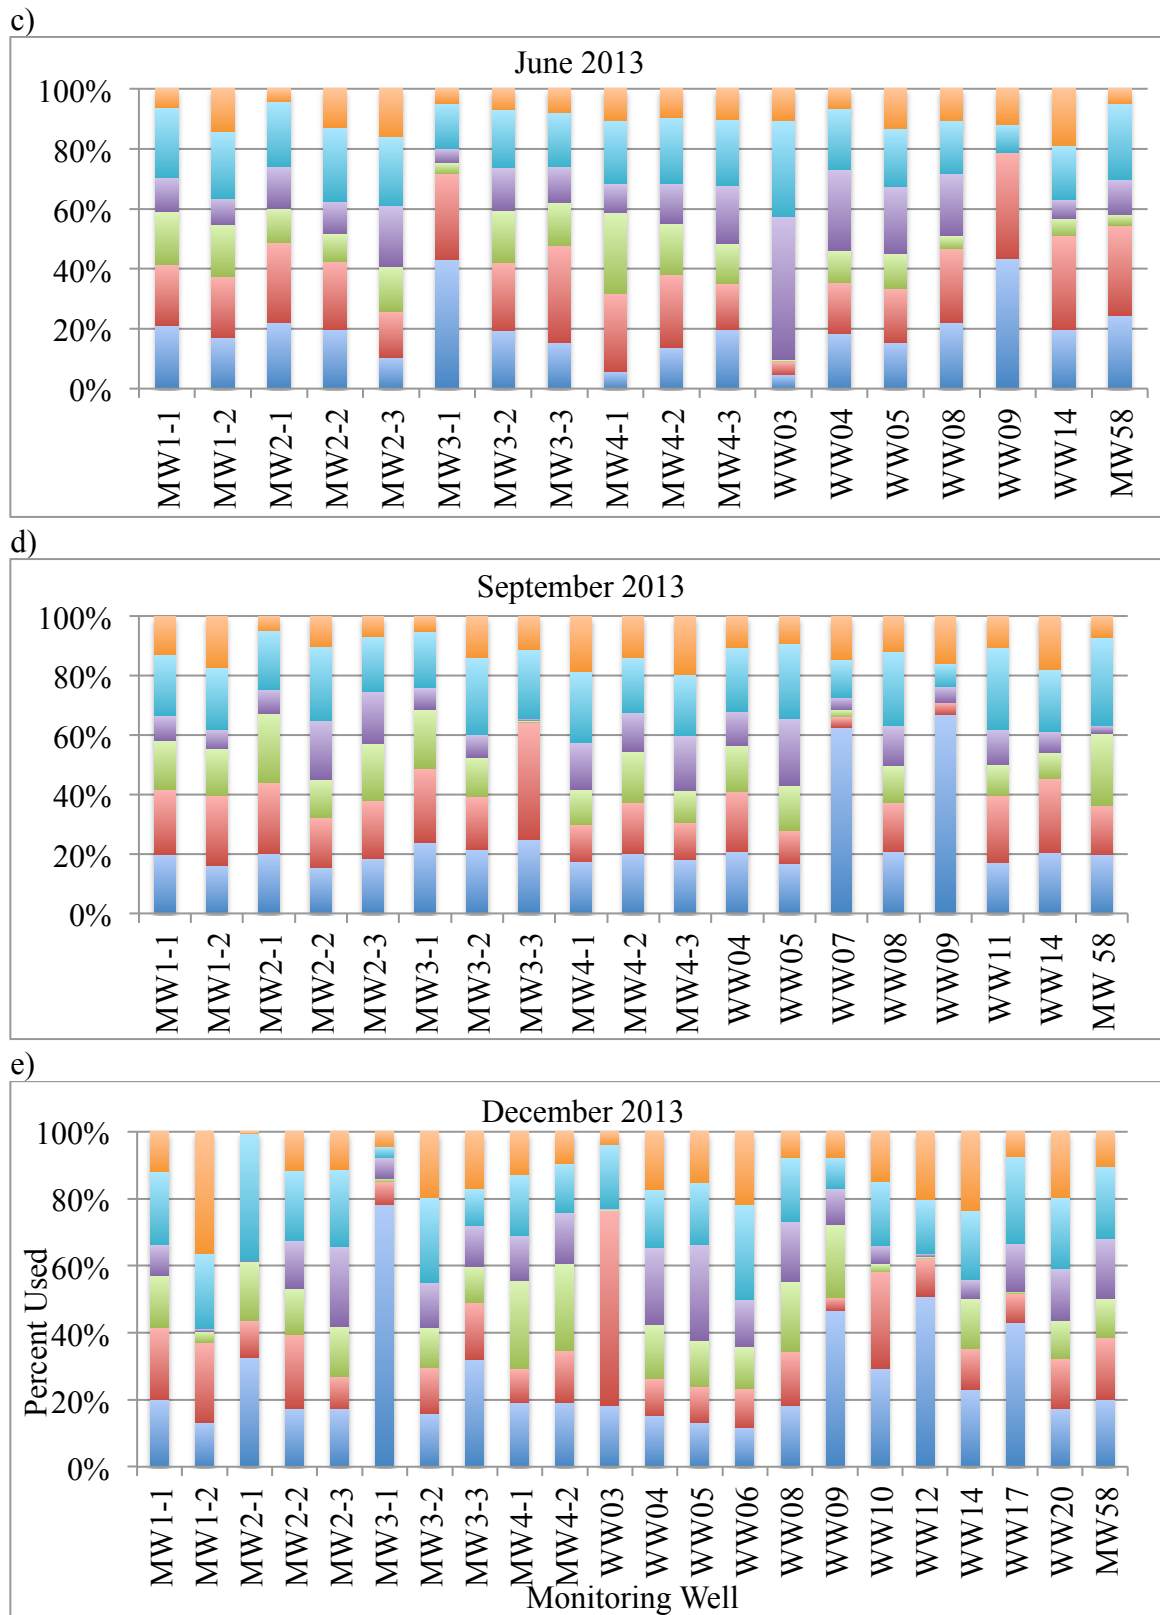 c)
June 2013
100%
80%
60%
40%
20%
0%
MW1-1 MW1-2 MW2-1 MW2-2 MW2-3 MW3-1 MW3-2 MW3-3 MW4-1 MW4-2 MW4-3 WW03 WW04 WW05 WW08 WW09 WW14 MW58
d)
September 2013
100%
80%
60%
40%
20%
0%
MW1-1 MW1-2 MW2-1 MW2-2 MW2-3 MW3-1 MW3-2 MW3-3 MW4-1 MW4-2 MW4-3 WW04 WW05 WW07 WW08 WW09 WW11 WW14 MW 58
e)
December 2013
Percent Used
100%
80%
60%
40%
20%
0%
MW1-1 MW1-2 MW2-1 MW2-2 MW2-3 MW3-1 MW3-2 MW3-3 MW4-1 MW4-2 WW03 WW04 WW05 WW06 WW08 WW09 WW10 WW12 WW14 WW17 WW20 MW58
Monitoring Well